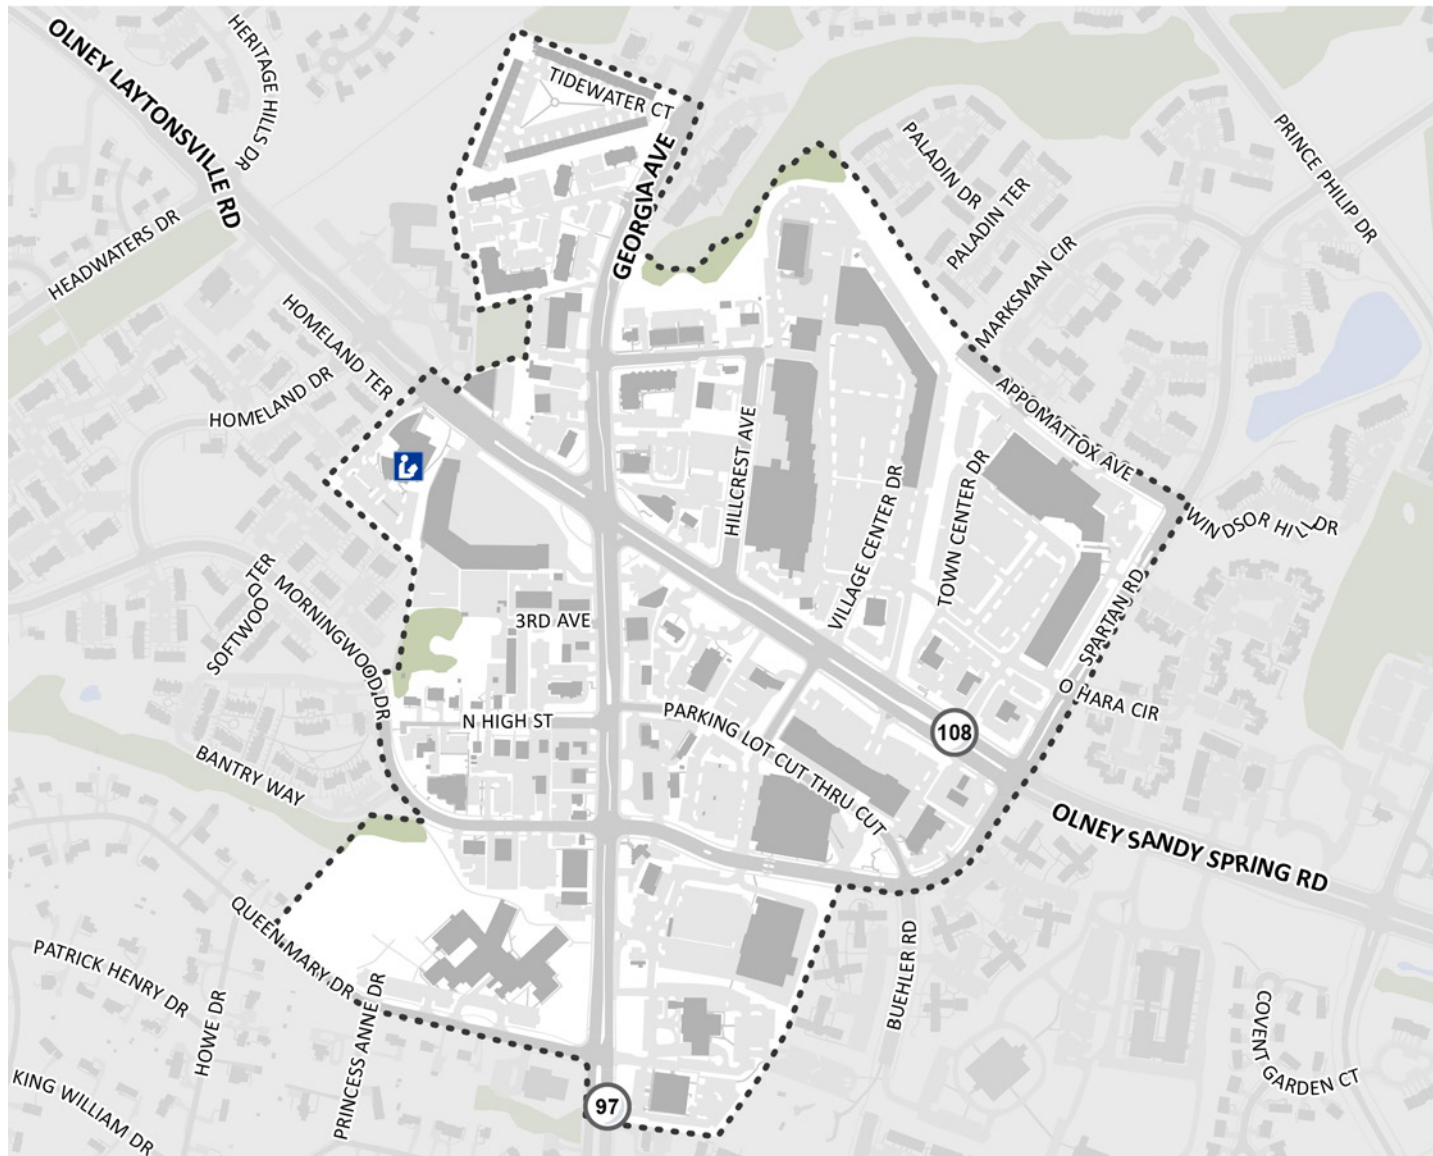 OLNEY LAYTONSVILLE RD
HERITAGE HILLS DR
TIDEWATER CT
GEORGIA AVE
PALADIN DR
PALADIN TER
PRINCE PHILIP DR
HEADWATERS DR
MARKSMAN CIR
HOMELAND TER
HOMELAND DR
APPOMATTOX AVE
HILLCREST AVE
VILLAGE CENTER DR
TOWN CENTER DR
WINDSOR HILL DR
SOFTWOOD TER
MORNINGWOOD DR
3RD AVE
SPARTAN RD
O HARA CIR
N HIGH ST
PARKING LOT CUT THRU CUT
108
BANTRY WAY
OLNEY SANDY SPRING RD
QUEEN MARY DR
PATRICK HENRY DR
HOWE DR
PRINCESS ANNE DR
BUEHLER RD
COVENT GARDEN CT
KING WILLIAM DR
97